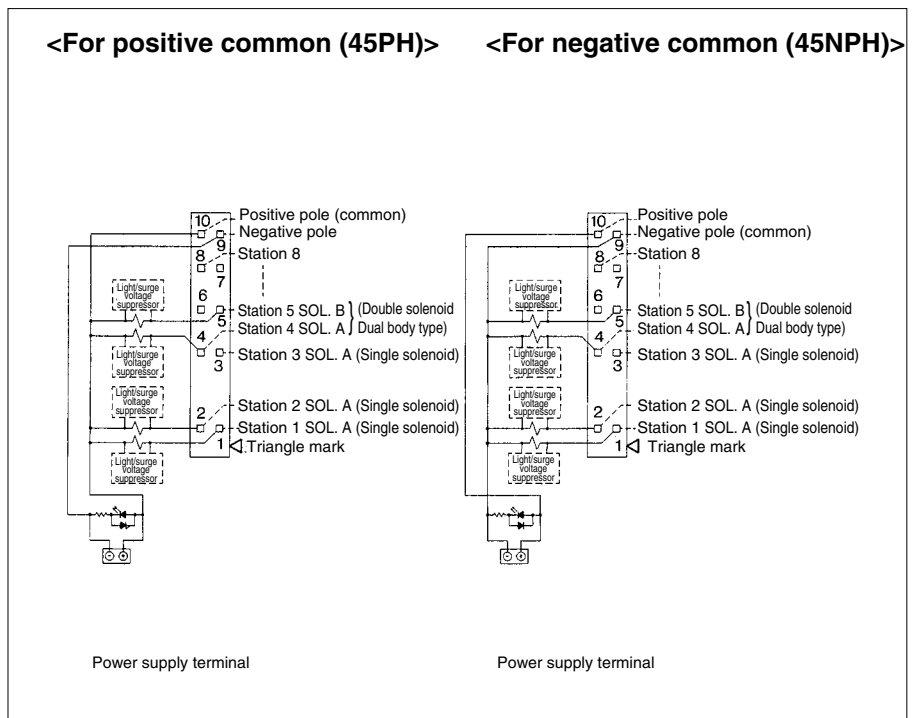 <For positive common (45PH)>
<For negative common (45NPH)>
10
Positive pole (common)
Negative pole
9
8
Station 8
7
Light/surge
voltage
suppressor
6
Station 5 SOL. B
(Double solenoid
5
Station 4 SOL. A
Dual body type)
4
Light/surge
voltage
suppressor
Station 3 SOL. A (Single solenoid)
3
Light/surge
voltage
suppressor
2
Station 2 SOL. A (Single solenoid)
Station 1 SOL. A (Single solenoid)
1
Triangle mark
Light/surge
voltage
suppressor
Power supply terminal
10
Positive pole
Negative pole (common)
9
8
Station 8
7
Light/surge
voltage
suppressor
6
Station 5 SOL. B
(Double solenoid
5
Station 4 SOL. A
Dual body type)
4
Light/surge
voltage
suppressor
Station 3 SOL. A (Single solenoid)
3
Light/surge
voltage
suppressor
2
Station 2 SOL. A (Single solenoid)
Station 1 SOL. A (Single solenoid)
1
Triangle mark
Light/surge
voltage
suppressor
Power supply terminal